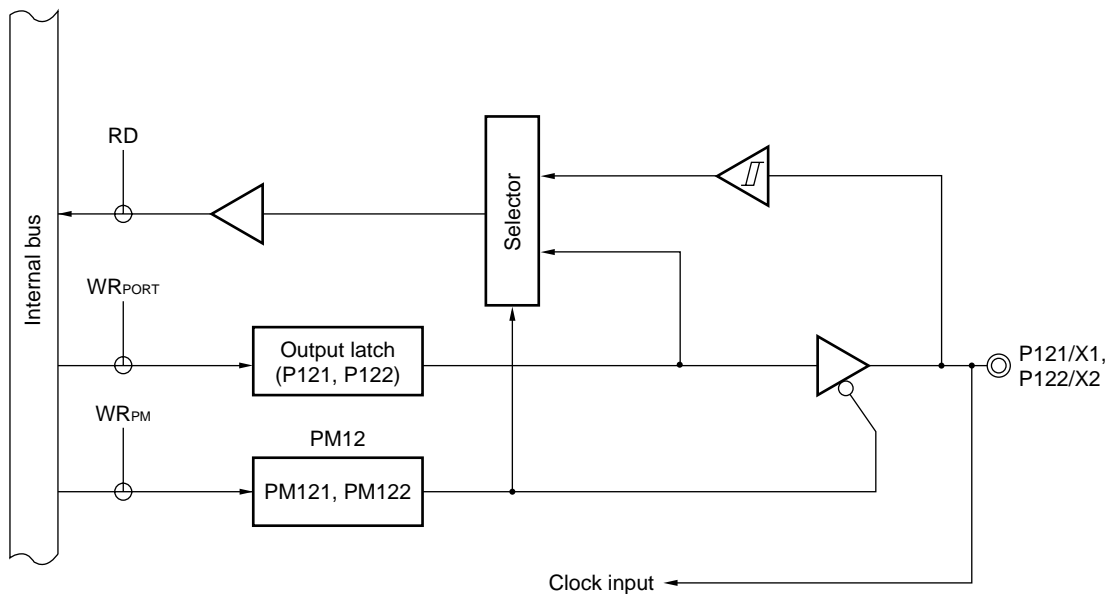 Internal bus
RD
Selector
WRPORT
Output latch
(P121, P122)
P121/X1,
P122/X2
WRPM
PM12
PM121, PM122
Clock input